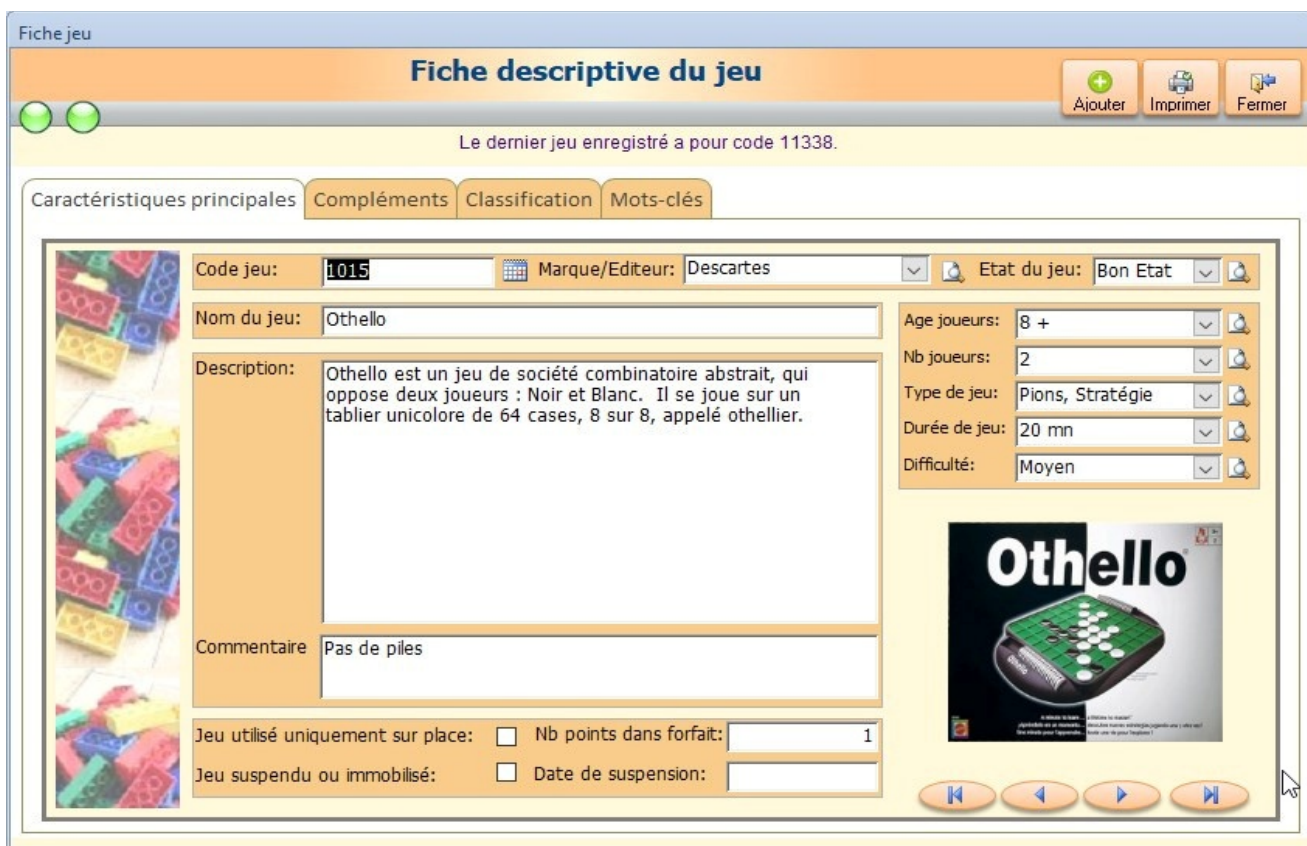 Fiche jeu
Fiche descriptive du jeu
Ajouter
Imprimer
Fermer
Le dernier jeu enregistré a pour code 11338.
Caractéristiques principales
Compléments
Classification
Mots-clés
Code jeu: 1015
Marque/Editeur: Descartes
Etat du jeu: Bon Etat
Nom du jeu: Othello
Description: Othello est un jeu de société combinatoire abstrait, qui
oppose deux joueurs : Noir et Blanc. Il se joue sur un
tablier unicolore de 64 cases, 8 sur 8, appelé othellier.
Commentaire Pas de piles
Jeu utilisé uniquement sur place:
Nb points dans forfait: 1
Jeu suspendu ou immobilisé:
Date de suspension:
Age joueurs: 8 +
Nb joueurs: 2
Type de jeu: Pions, Stratégie
Durée de jeu: 20 mn
Difficulté: Moyen
Othello
Othello